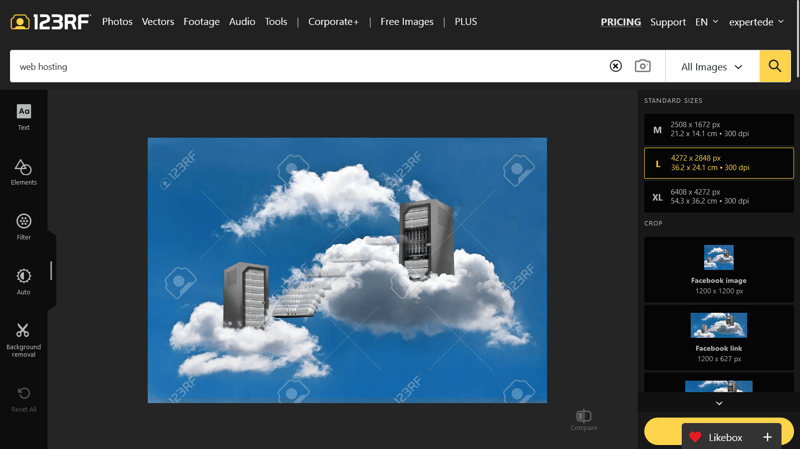 123RF
Photos Vectors Footage Audio Tools | Corporate+ | Free Images | PLUS
PRICING Support EN expertede
web hosting
All Images
Aa
Text
Elements
Filter
Auto
Background
removal
Reset All
123RF
123RF
123RF
123RF
123RF
Compare
STANDARD SIZES
M 2508 x 1672 px
21.2 x 14.1 cm • 300 dpi
L 4272 x 2848 px
36.2 x 24.1 cm • 300 dpi
XL 6408 x 4272 px
54.3 x 36.2 cm • 300 dpi
CROP
Facebook image
1200 x 1200 px
Facebook link
1200 x 627 px
Likebox +